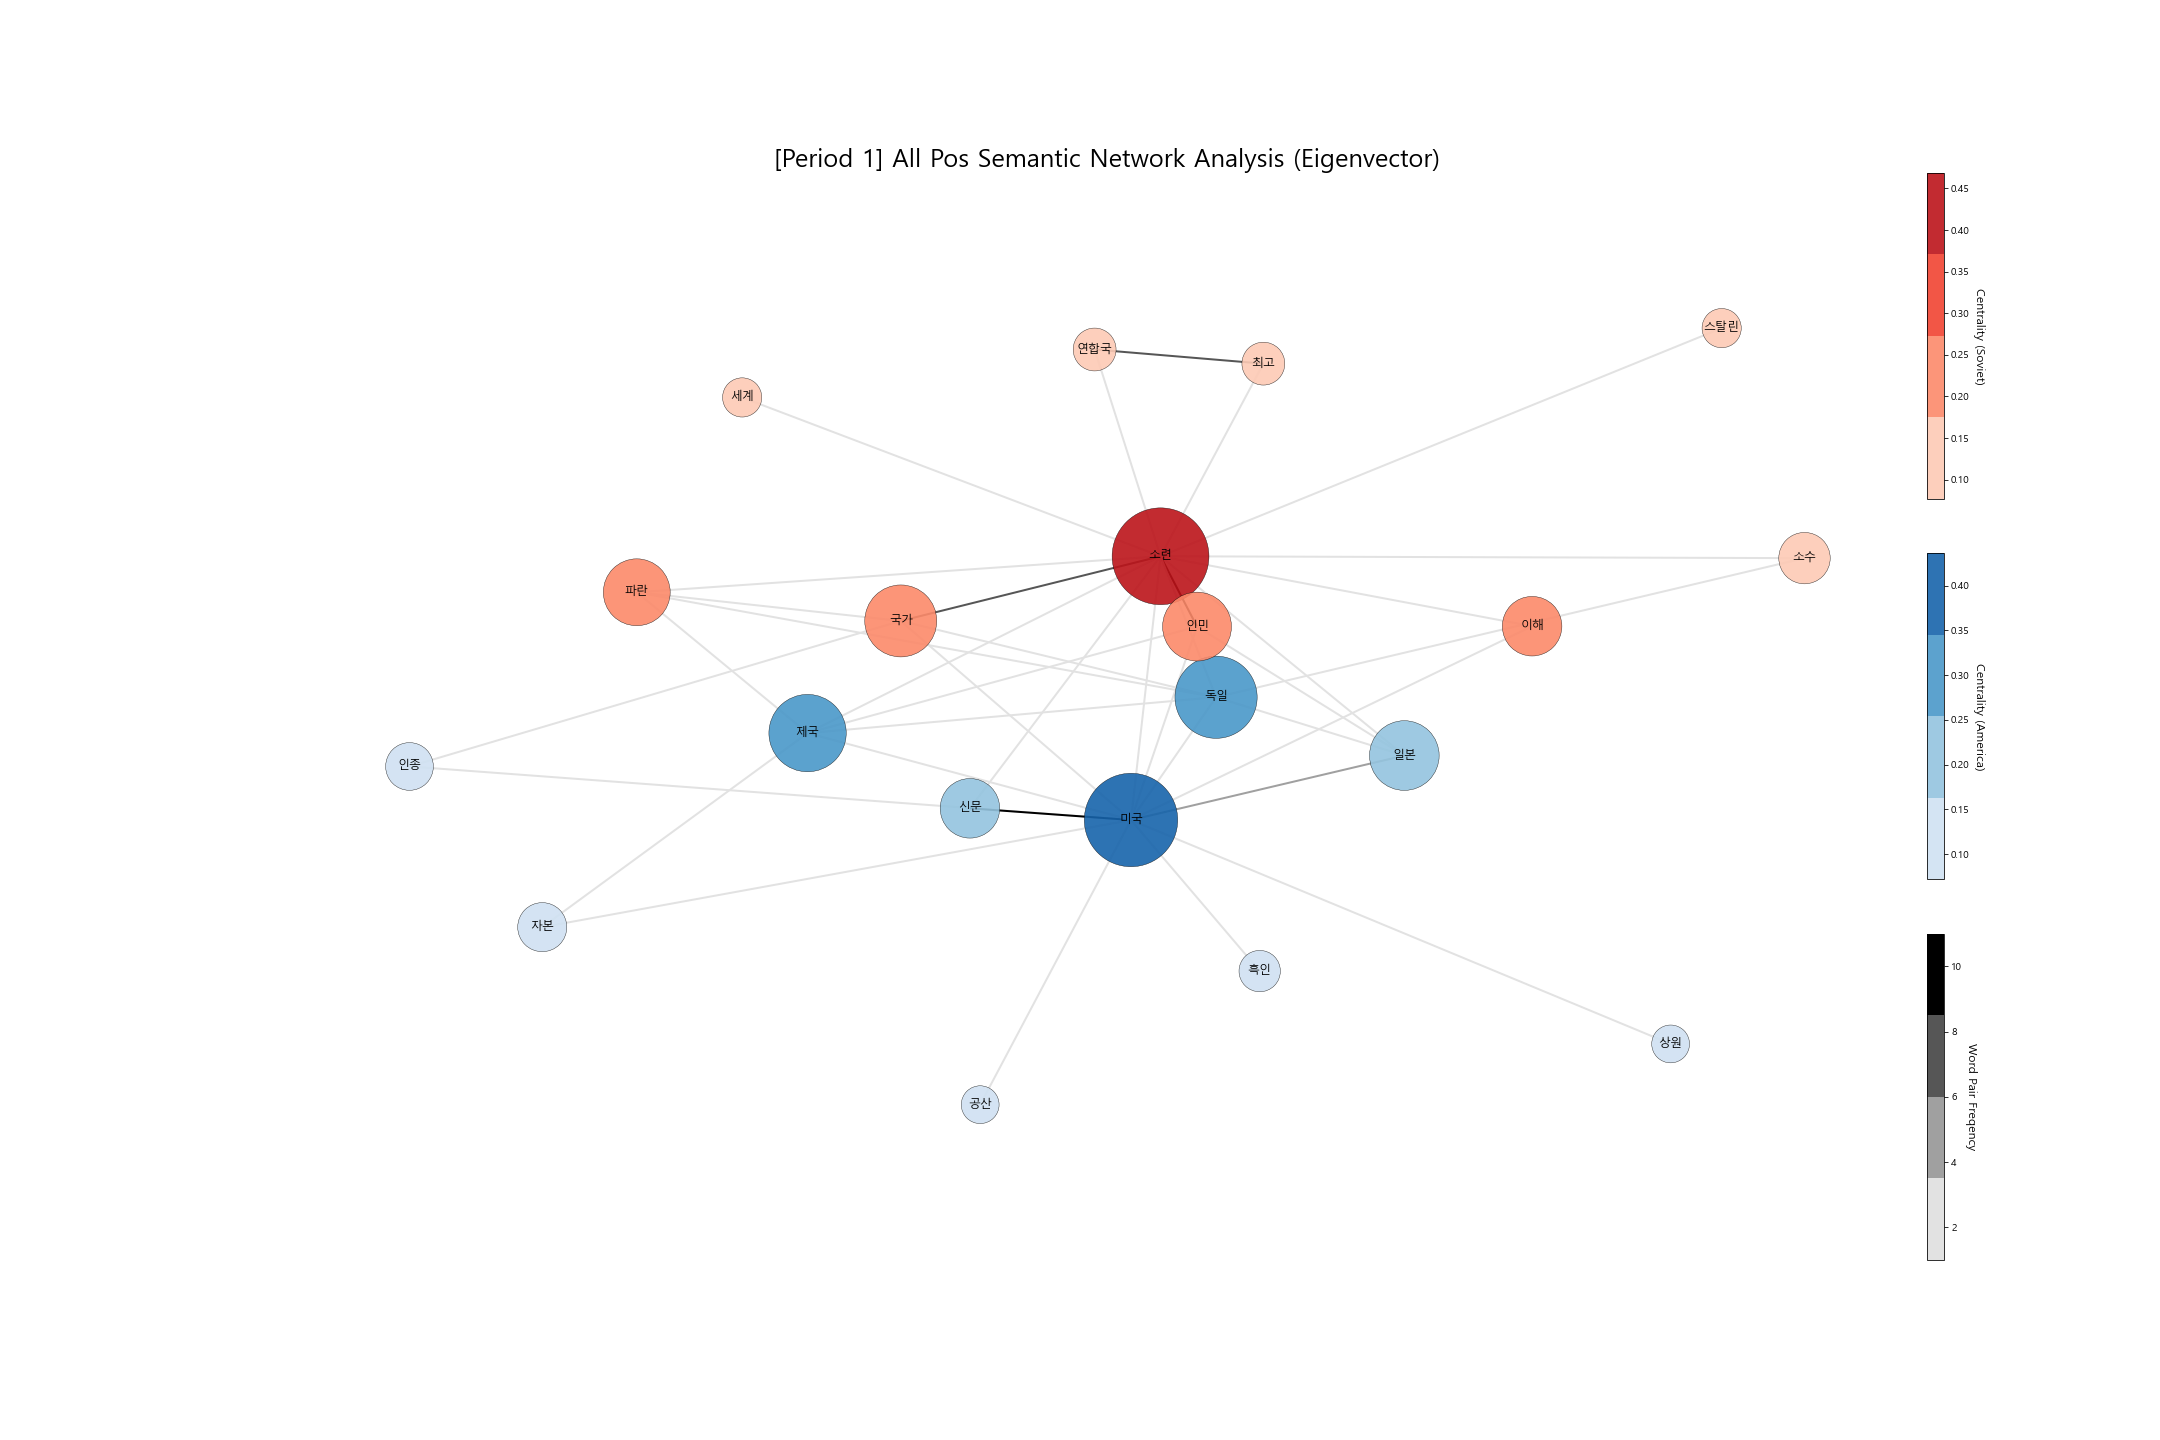 [Period 1] All Pos Semantic Network Analysis (Eigenvector)
스탈린
연합국
최고
세계
소련
소수
파란
국가
인민
이해
독일
제국
일본
인종
신문
미국
자본
흑인
상원
공산
0.45
0.40
0.35
0.30
0.25
0.20
0.15
0.10
Centrality (Soviet)
0.40
0.35
0.30
0.25
0.20
0.15
0.10
Centrality (America)
10
8
6
4
2
Word Pair Freqency